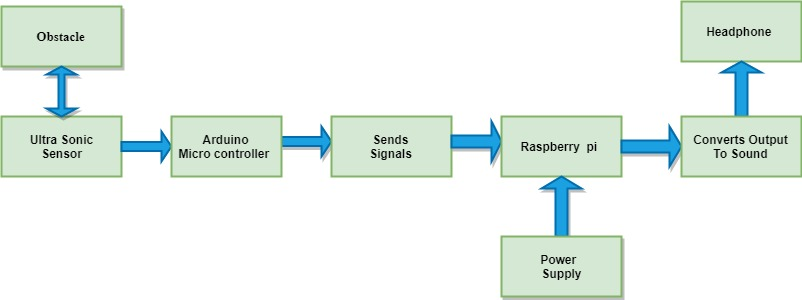 Obstacle
Headphone
Ultra Sonic
Sensor
Arduino
Micro controller
Sends
Signals
Raspberry pi
Converts Output
To Sound
Power
Supply